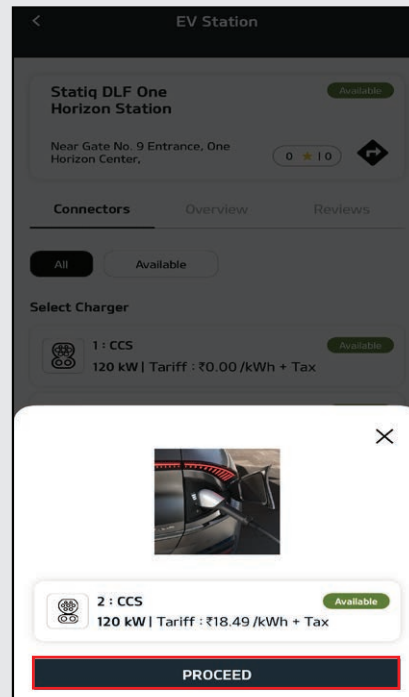 EV Station
Statiq DLF One
Horizon Station
Available
Near Gate No. 9 Entrance, One
Horizon Center,
0 ★ | 0
Connectors
Overview
Reviews
All
Available
Select Charger
1 : CCS
Available
120 kW | Tariff : ₹0.00 /kWh + Tax
2 : CCS
Available
120 kW | Tariff : ₹18.49 /kWh + Tax
PROCEED